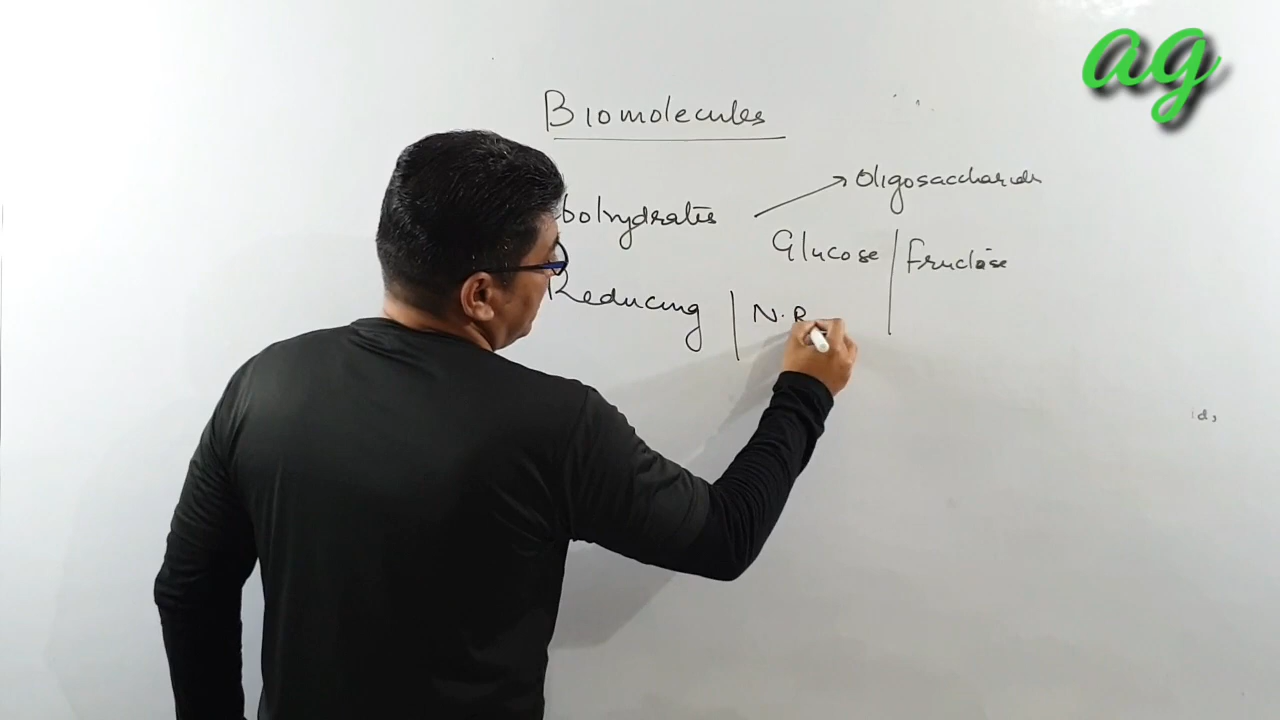 ag
Biomolecules
bohydrates
Oligosaccharide
Glucose | Fructose
Reducing | N.R
d,